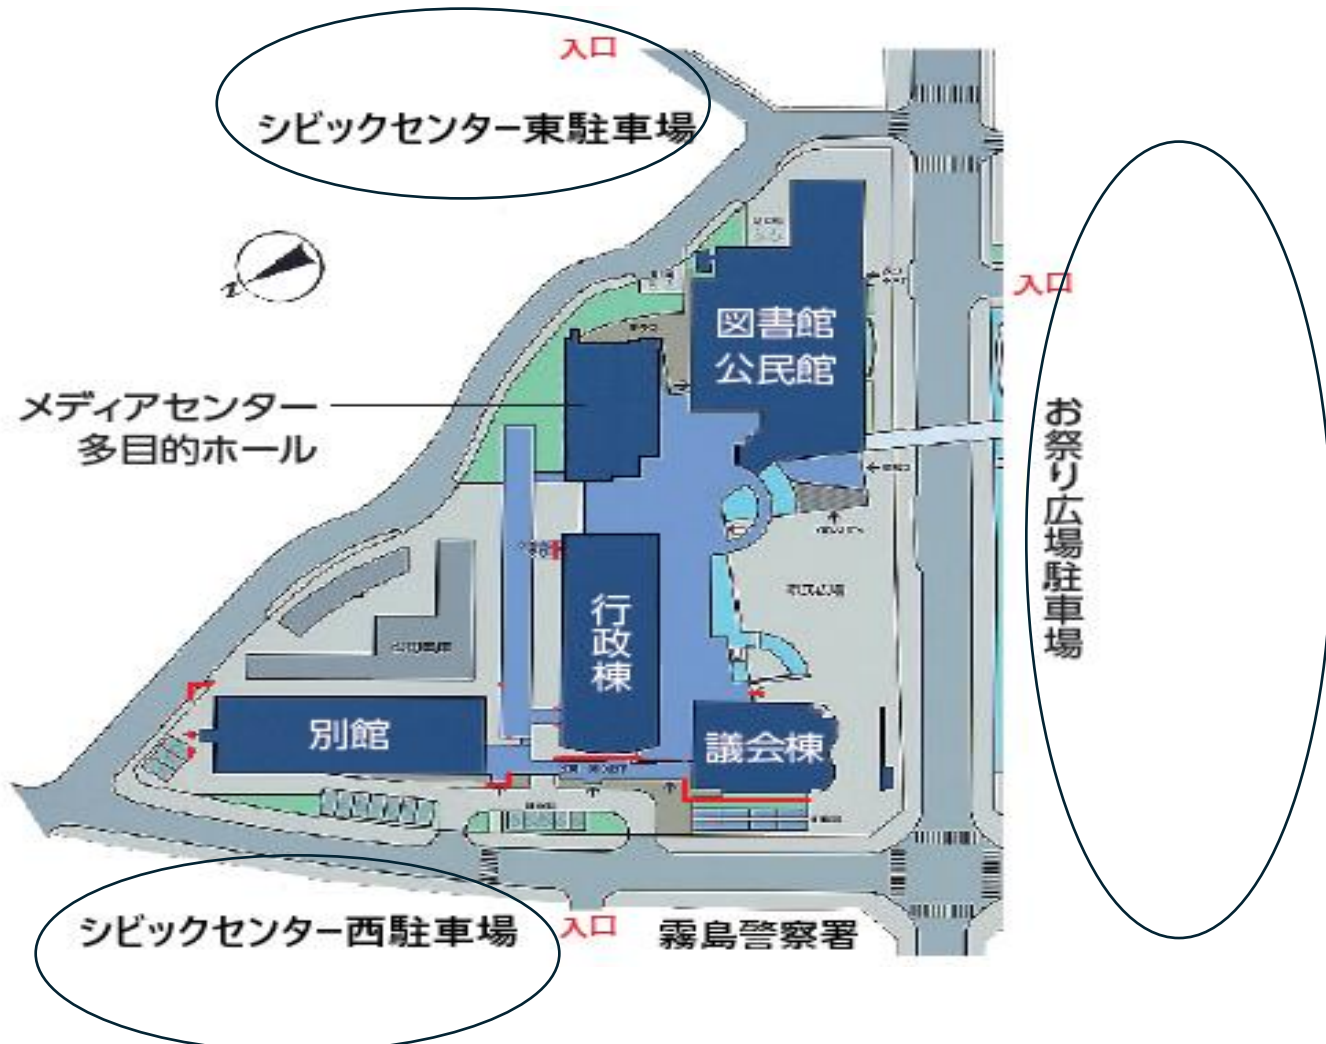 入口
シビックセンター東駐車場
入口
図書館
公民館
メディアセンター
多目的ホール
お祭り広場駐車場
行政棟
別館
議会棟
シビックセンター西駐車場
入口
霧島警察署